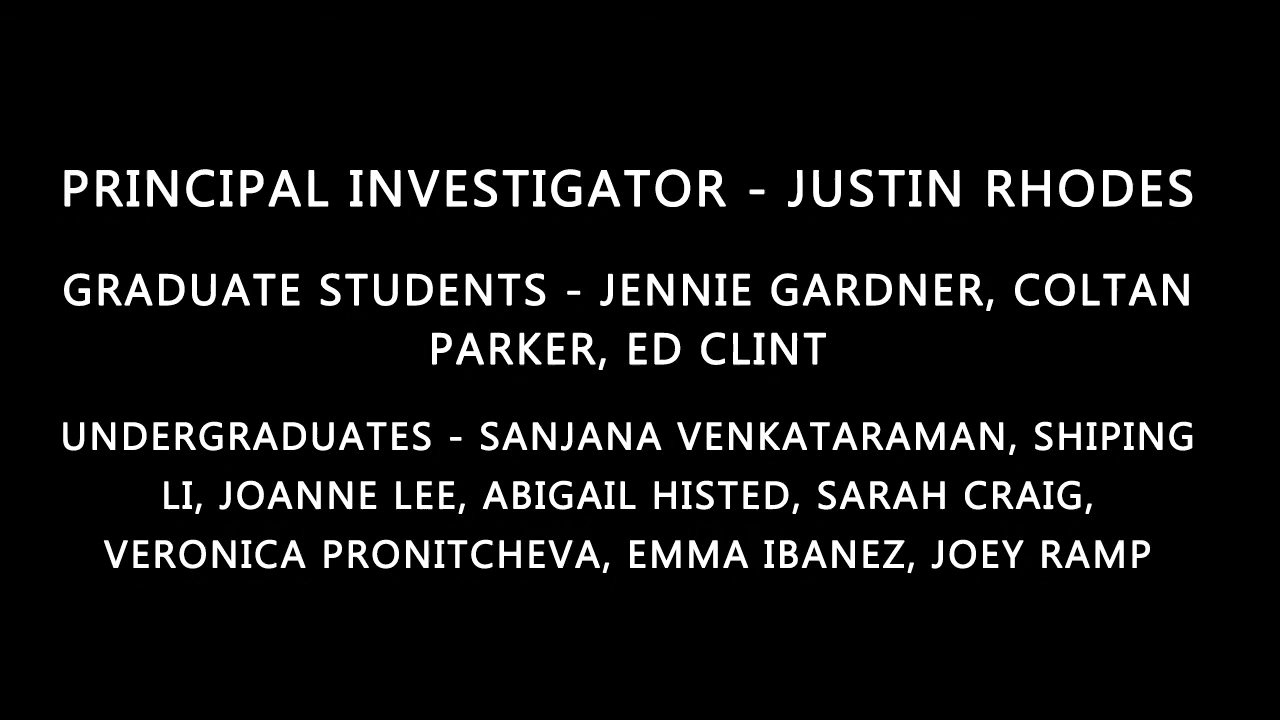 PRINCIPAL INVESTIGATOR - JUSTIN RHODES
GRADUATE STUDENTS - JENNIE GARDNER, COLTAN
PARKER, ED CLINT
UNDERGRADUATES - SANJANA VENKATARAMAN, SHIPING
LI, JOANNE LEE, ABIGAIL HISTED, SARAH CRAIG,
VERONICA PRONITCHEVA, EMMA IBANEZ, JOEY RAMP